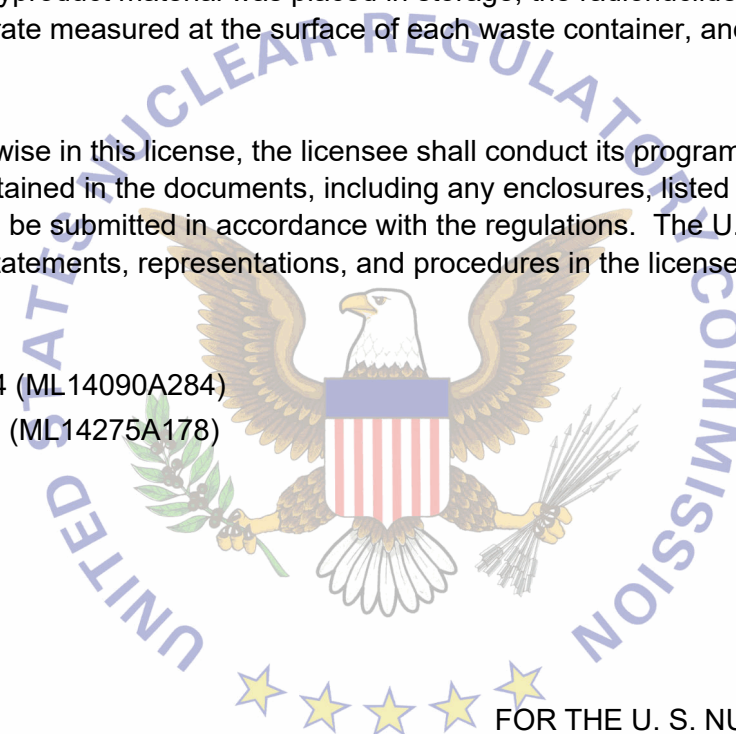 byproduct material was placed in storage, the radionuclide
rate measured at the surface of each waste container, and
wise in this license, the licensee shall conduct its program
tained in the documents, including any enclosures, listed
be submitted in accordance with the regulations. The U.
tatements, representations, and procedures in the license
4 (ML14090A284)
(ML14275A178)
UNITED STATES NUCLEAR REGULATORY COMMISSION
FOR THE U. S. NU